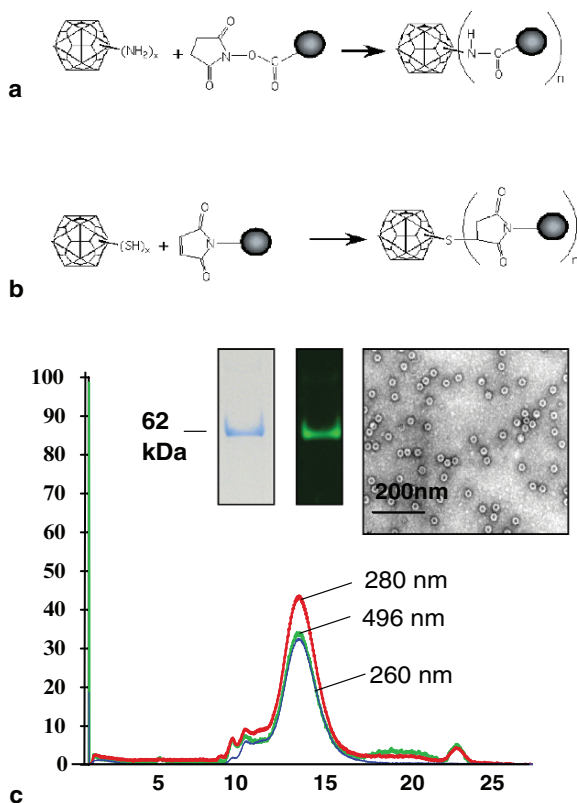 (NH₂)ₓ + O N O O C O H N C O n
a
(SH)ₓ + O N O S O N O n
b
100
90
80
70
60
50
40
30
20
10
0
62
kDa
200nm
280 nm
496 nm
260 nm
5 10 15 20 25
c